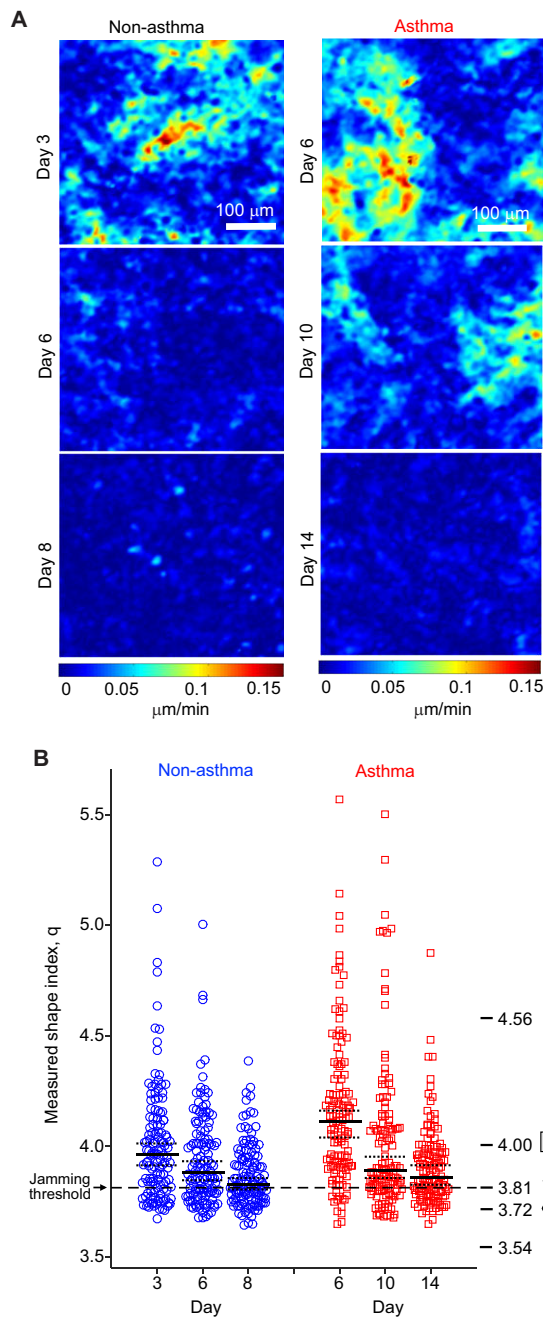 A
Non-asthma
Asthma
Day 3
100 μm
Day 6
100 μm
Day 6
Day 10
Day 8
Day 14
0 0.05 0.1 0.15
μm/min
0 0.05 0.1 0.15
μm/min
B
Non-asthma
Asthma
Measured shape index, q
5.5
5.0
4.5
4.0
3.5
Jamming
threshold
4.56
4.00
3.81
3.72
3.54
3 6 8
Day
6 10 14
Day